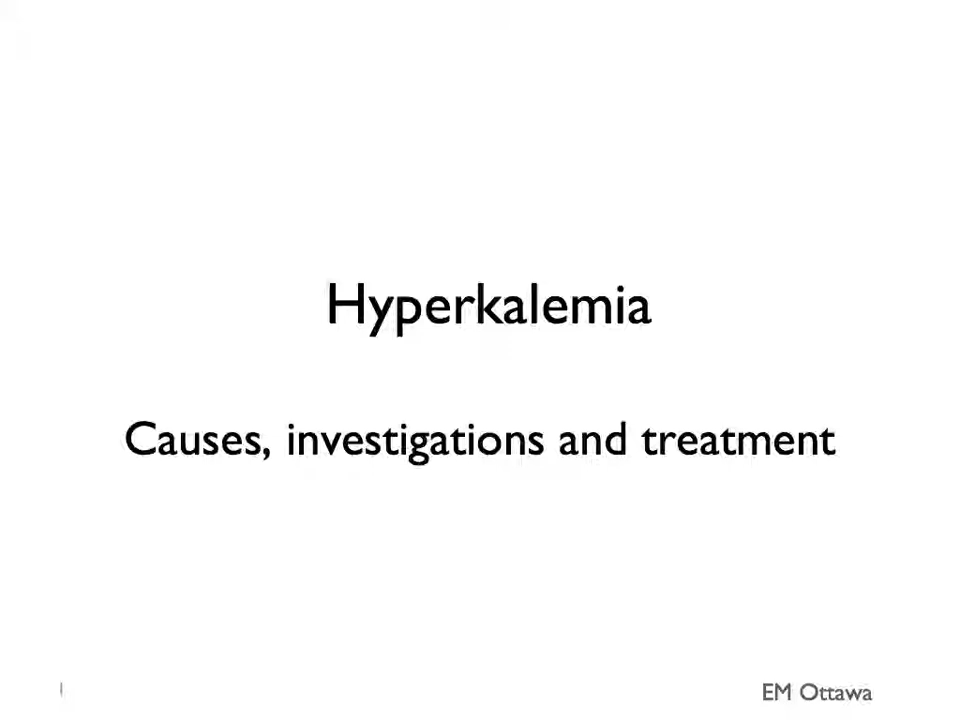 Hyperkalemia
Causes, investigations and treatment
EM Ottawa